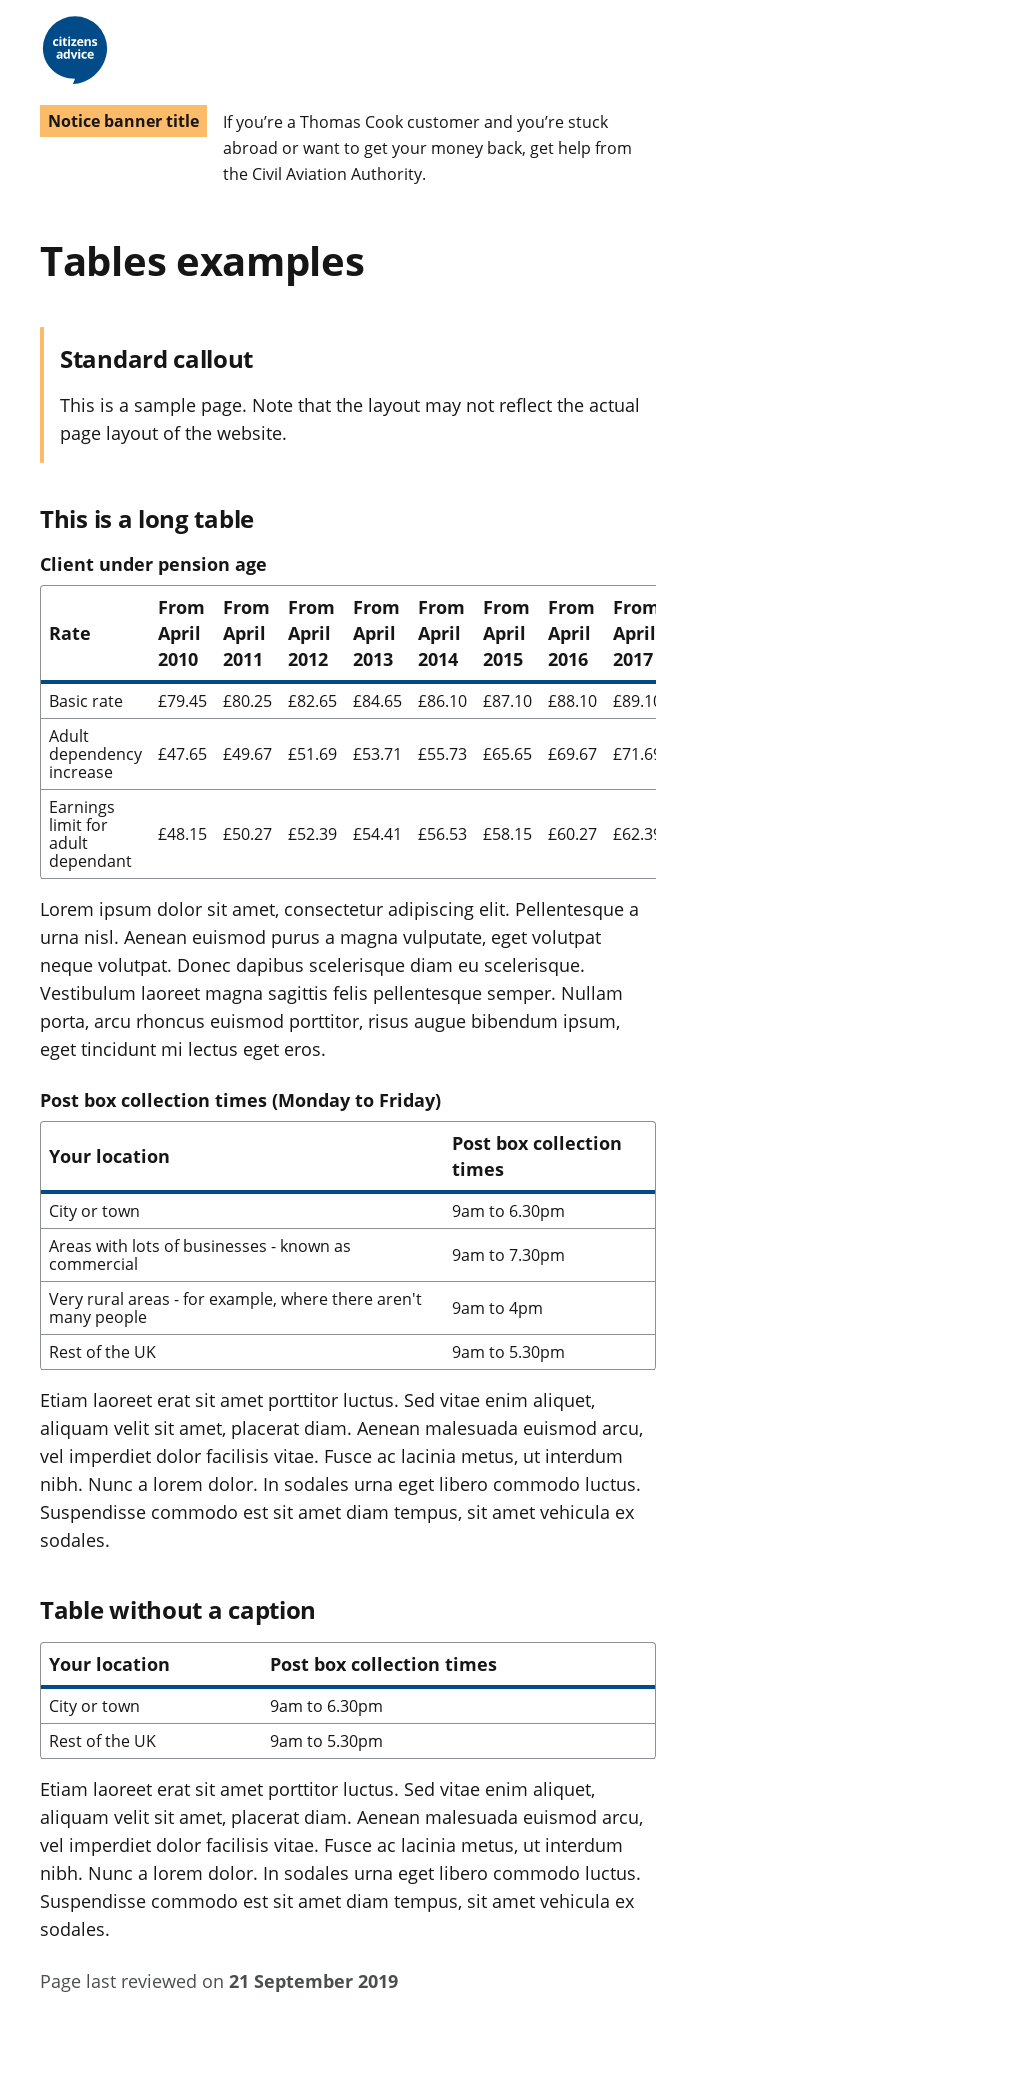 citizens
advice
Notice banner title
If you’re a Thomas Cook customer and you’re stuck
abroad or want to get your money back, get help from
the Civil Aviation Authority.
Tables examples
Standard callout
This is a sample page. Note that the layout may not reflect the actual
page layout of the website.
This is a long table
Client under pension age
Rate From April 2010 From April 2011 From April 2012 From April 2013 From April 2014 From April 2015 From April 2016 From April 2017
Basic rate £79.45 £80.25 £82.65 £84.65 £86.10 £87.10 £88.10 £89.10
Adult dependency increase £47.65 £49.67 £51.69 £53.71 £55.73 £65.65 £69.67 £71.69
Earnings limit for adult dependant £48.15 £50.27 £52.39 £54.41 £56.53 £58.15 £60.27 £62.39
Lorem ipsum dolor sit amet, consectetur adipiscing elit. Pellentesque a
urna nisl. Aenean euismod purus a magna vulputate, eget volutpat
neque volutpat. Donec dapibus scelerisque diam eu scelerisque.
Vestibulum laoreet magna sagittis felis pellentesque semper. Nullam
porta, arcu rhoncus euismod porttitor, risus augue bibendum ipsum,
eget tincidunt mi lectus eget eros.
Post box collection times (Monday to Friday)
Your location Post box collection times
City or town 9am to 6.30pm
Areas with lots of businesses - known as commercial 9am to 7.30pm
Very rural areas - for example, where there aren't many people 9am to 4pm
Rest of the UK 9am to 5.30pm
Etiam laoreet erat sit amet porttitor luctus. Sed vitae enim aliquet,
aliquam velit sit amet, placerat diam. Aenean malesuada euismod arcu,
vel imperdiet dolor facilisis vitae. Fusce ac lacinia metus, ut interdum
nibh. Nunc a lorem dolor. In sodales urna eget libero commodo luctus.
Suspendisse commodo est sit amet diam tempus, sit amet vehicula ex
sodales.
Table without a caption
Your location Post box collection times
City or town 9am to 6.30pm
Rest of the UK 9am to 5.30pm
Etiam laoreet erat sit amet porttitor luctus. Sed vitae enim aliquet,
aliquam velit sit amet, placerat diam. Aenean malesuada euismod arcu,
vel imperdiet dolor facilisis vitae. Fusce ac lacinia metus, ut interdum
nibh. Nunc a lorem dolor. In sodales urna eget libero commodo luctus.
Suspendisse commodo est sit amet diam tempus, sit amet vehicula ex
sodales.
Page last reviewed on 21 September 2019